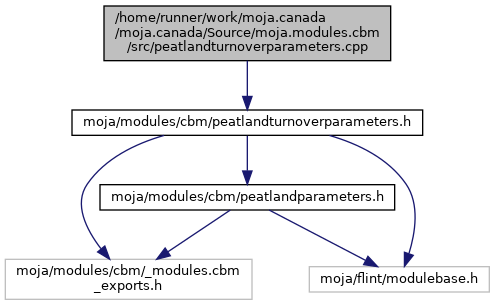 /home/runner/work/moja.canada
/moja.canada/Source/moja.modules.cbm
/src/peatlandturnoverparameters.cpp
moja/modules/cbm/peatlandturnoverparameters.h
moja/modules/cbm/peatlandparameters.h
moja/modules/cbm/_modules.cbm
_exports.h
moja/flint/modulebase.h